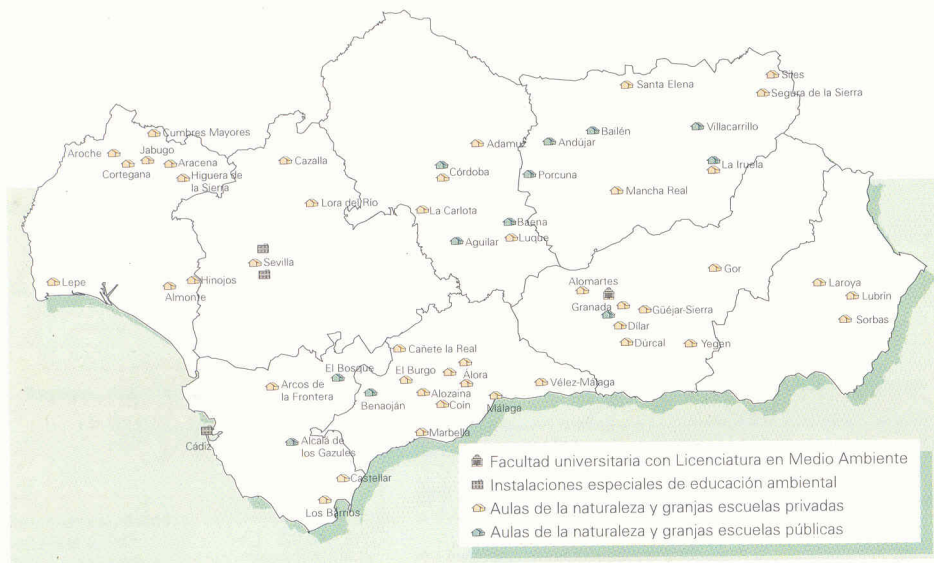 Siles
Santa Elena
Segura de la Sierra
Cumbres Mayores
Bailén
Villacarrillo
Jabugo
Adamuz
Andújar
Aroche
Cazalla
Cortegana
Aracena
La Iruela
Córdoba
Higuera de
la Sierra
Porcuna
Mancha Real
Lora del Río
La Carlota
Baena
Aguilar
Luque
Sevilla
Gor
Lepe
Hinojos
Alomartes
Laroya
Almonte
Lubrín
Granada
Güéjar-Sierra
Sorbas
Dílar
Dúrcal
Yegen
Cañete la Real
El Bosque
El Burgo
Álora
Arcos de
la Frontera
Vélez-Málaga
Benaoján
Alozaina
Coín
Málaga
Marbella
Cádiz
Alcalá de
los Gazules
Castellar
Los Barrios
Facultad universitaria con Licenciatura en Medio Ambiente
Instalaciones especiales de educación ambiental
Aulas de la naturaleza y granjas escuelas privadas
Aulas de la naturaleza y granjas escuelas públicas